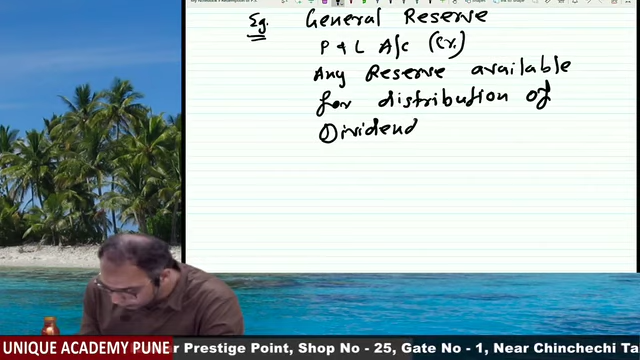 Eg. General Reserve
P & L A/c (Cr.)
Any Reserve available
for distribution of
Dividend
UNIQUE ACADEMY PUNE
r Prestige Point, Shop No - 25, Gate No - 1, Near Chinchechi Ta